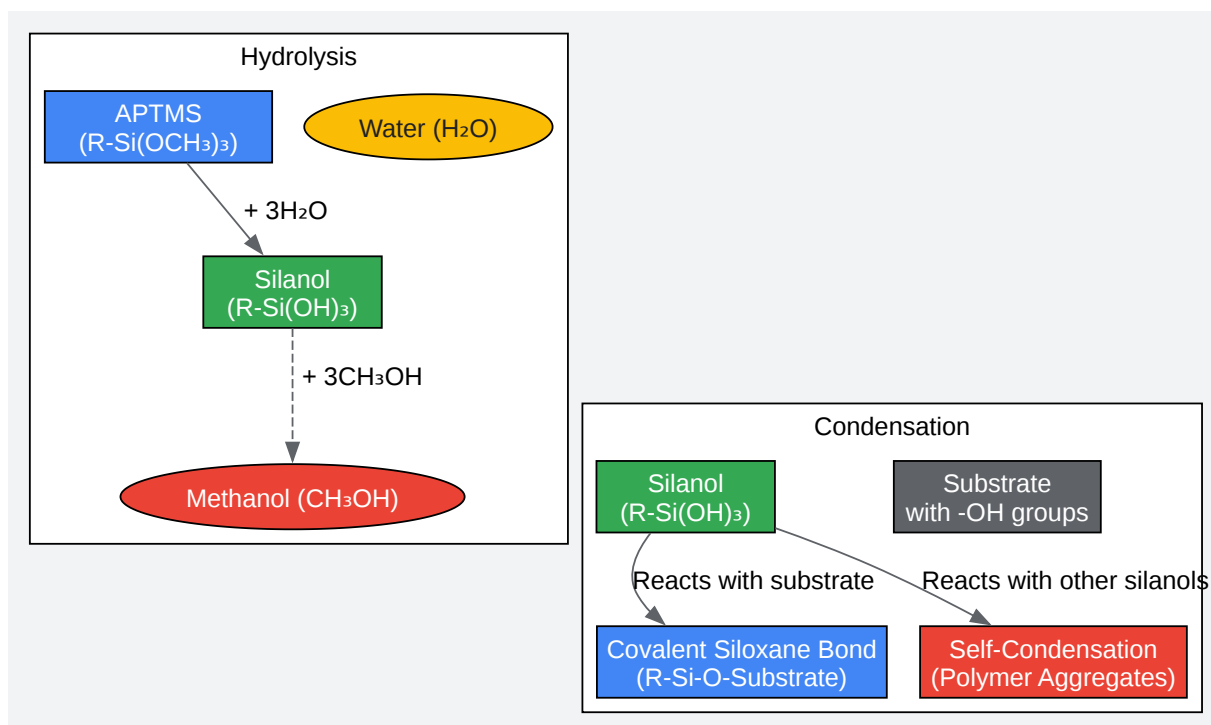 Hydrolysis
APTMS
(R-Si(OCH₃)₃)
Water (H₂O)
+ 3H₂O
Silanol
(R-Si(OH)₃)
+ 3CH₃OH
Methanol (CH₃OH)
Condensation
Silanol
(R-Si(OH)₃)
Substrate
with -OH groups
Reacts with substrate
Reacts with other silanols
Covalent Siloxane Bond
(R-Si-O-Substrate)
Self-Condensation
(Polymer Aggregates)